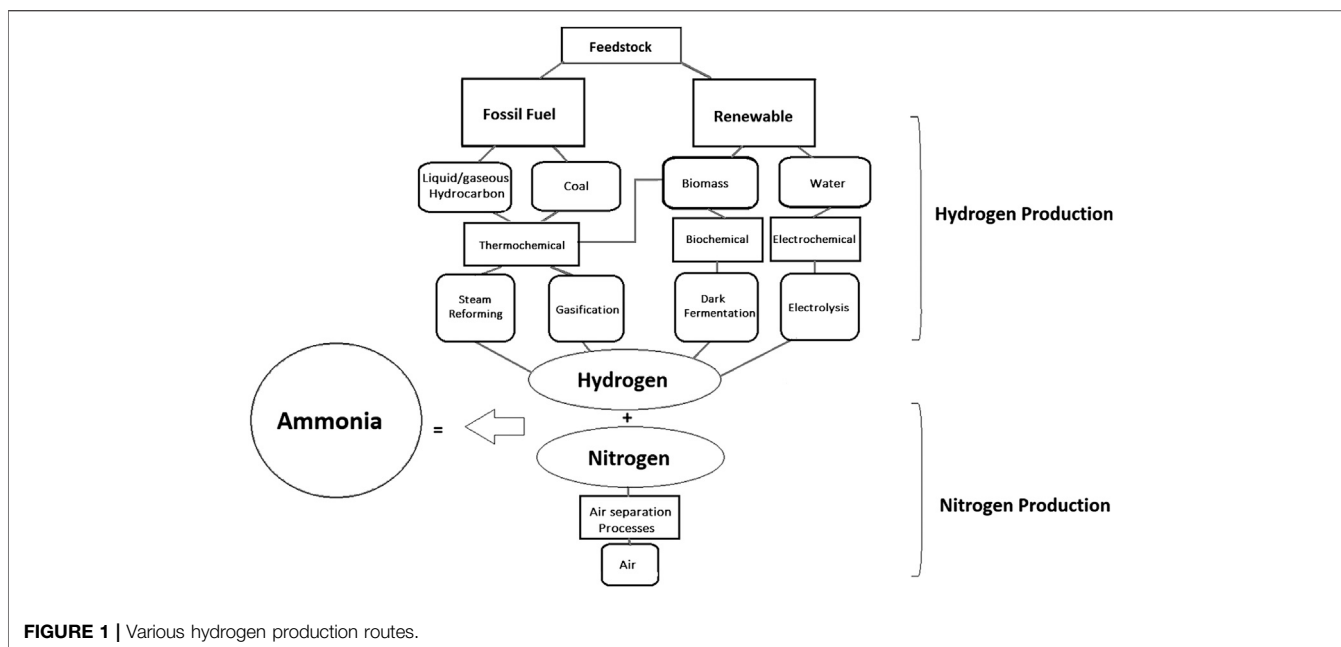 Feedstock
Fossil Fuel
Renewable
Liquid/gaseous
Hydrocarbon
Coal
Biomass
Water
Hydrogen Production
Thermochemical
Biochemical
Electrochemical
Steam
Reforming
Gasification
Dark
Fermentation
Electrolysis
Hydrogen
+
Ammonia
=
Nitrogen
Nitrogen Production
Air separation
Processes
Air
FIGURE 1 | Various hydrogen production routes.